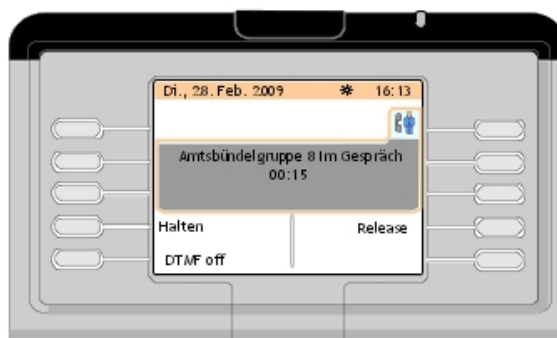 Di., 28. Feb. 2009 16:13
Amtsbündelgruppe 8 Im Gespräch
00:15
Halten Release
DTMF off